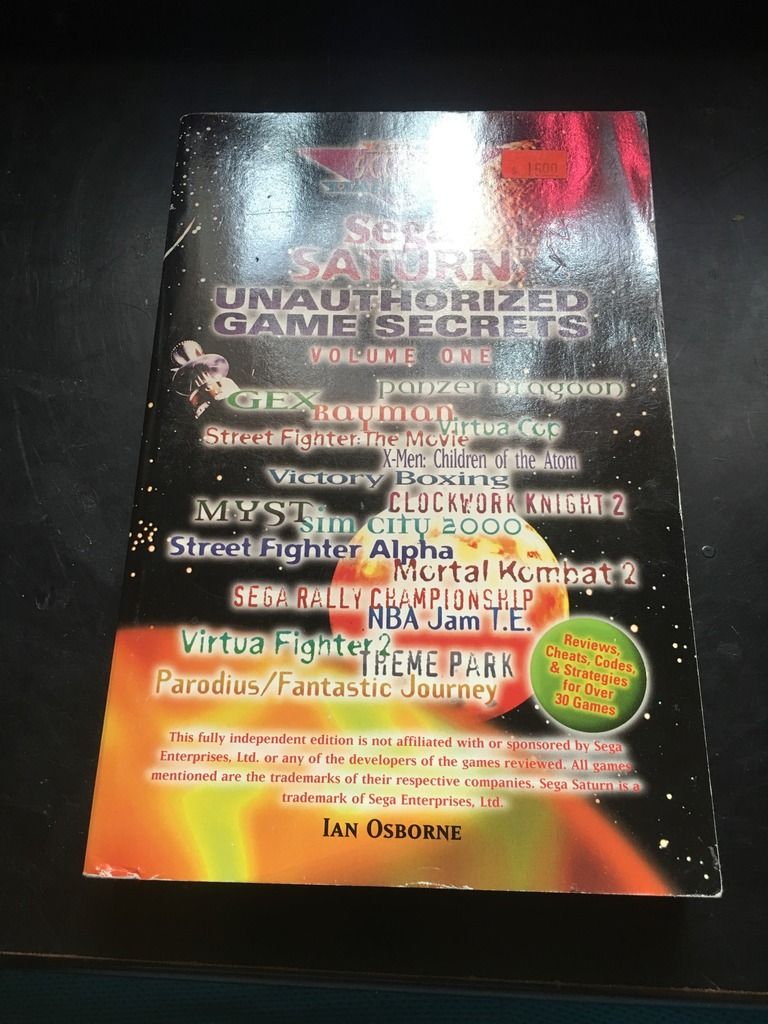 Sega
SATURN™
UNAUTHORIZED
GAME SECRETS
VOLUME ONE
Panzer Dragoon
GEX
Rayman
Virtua Cop
Street Fighter: The Movie
X-Men: Children of the Atom
Victory Boxing
CLOCKWORK KNIGHT 2
MYST
Sim City 2000
Street Fighter Alpha
Mortal Kombat 2
SEGA RALLY CHAMPIONSHIP
NBA Jam T.E.
Virtua Fighter 2
THEME PARK
Parodius/Fantastic Journey
Reviews,
Cheats, Codes,
& Strategies
for Over
30 Games
This fully independent edition is not affiliated with or sponsored by Sega
Enterprises, Ltd. or any of the developers of the games reviewed. All games
mentioned are the trademarks of their respective companies. Sega Saturn is a
trademark of Sega Enterprises, Ltd.
IAN OSBORNE